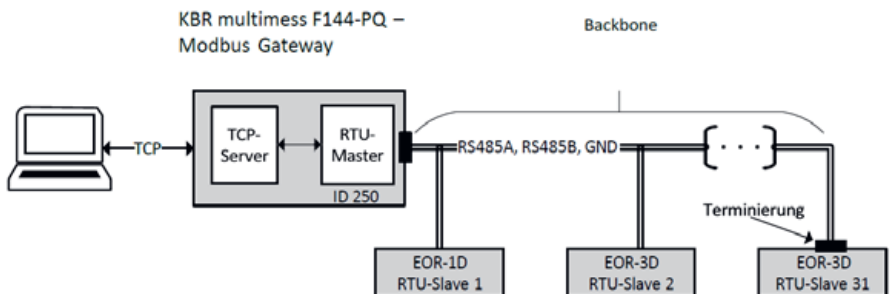 KBR multimess F144-PQ –
Modbus Gateway
Backbone
TCP
TCP-
Server
RTU-
Master
ID 250
RS485A, RS485B, GND
Terminierung
EOR-1D
RTU-Slave 1
EOR-3D
RTU-Slave 2
EOR-3D
RTU-Slave 31